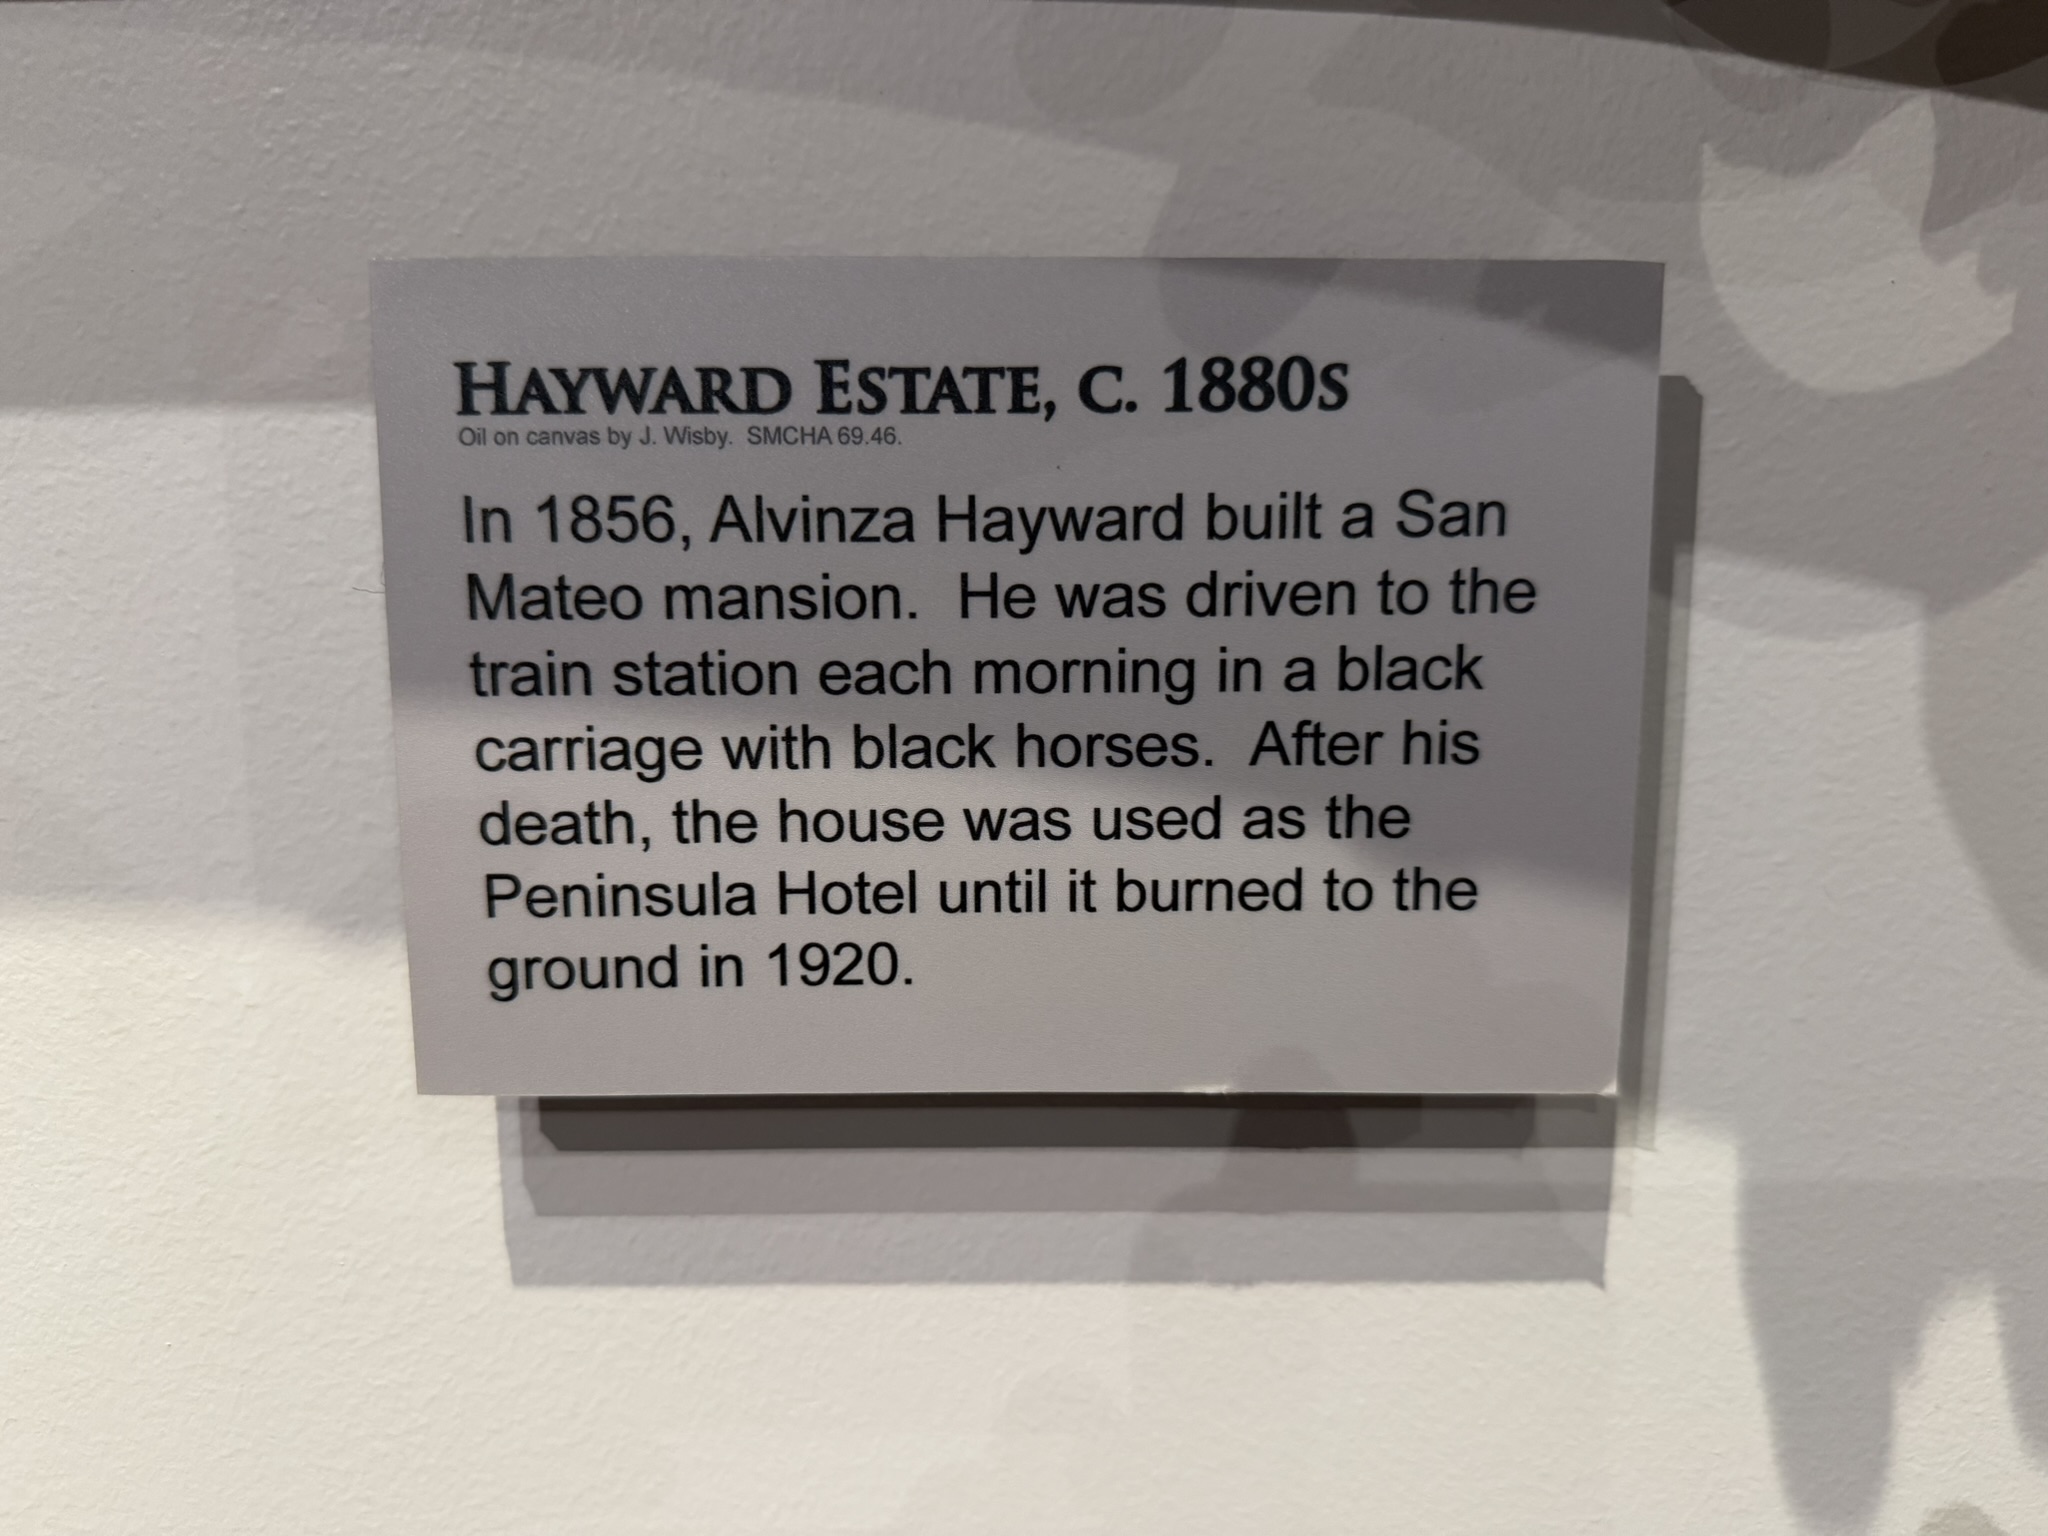 HAYWARD ESTATE, C. 1880S
Oil on canvas by J. Wisby.  SMCHA 69.46.
In 1856, Alvinza Hayward built a San
Mateo mansion.  He was driven to the
train station each morning in a black
carriage with black horses.  After his
death, the house was used as the
Peninsula Hotel until it burned to the
ground in 1920.